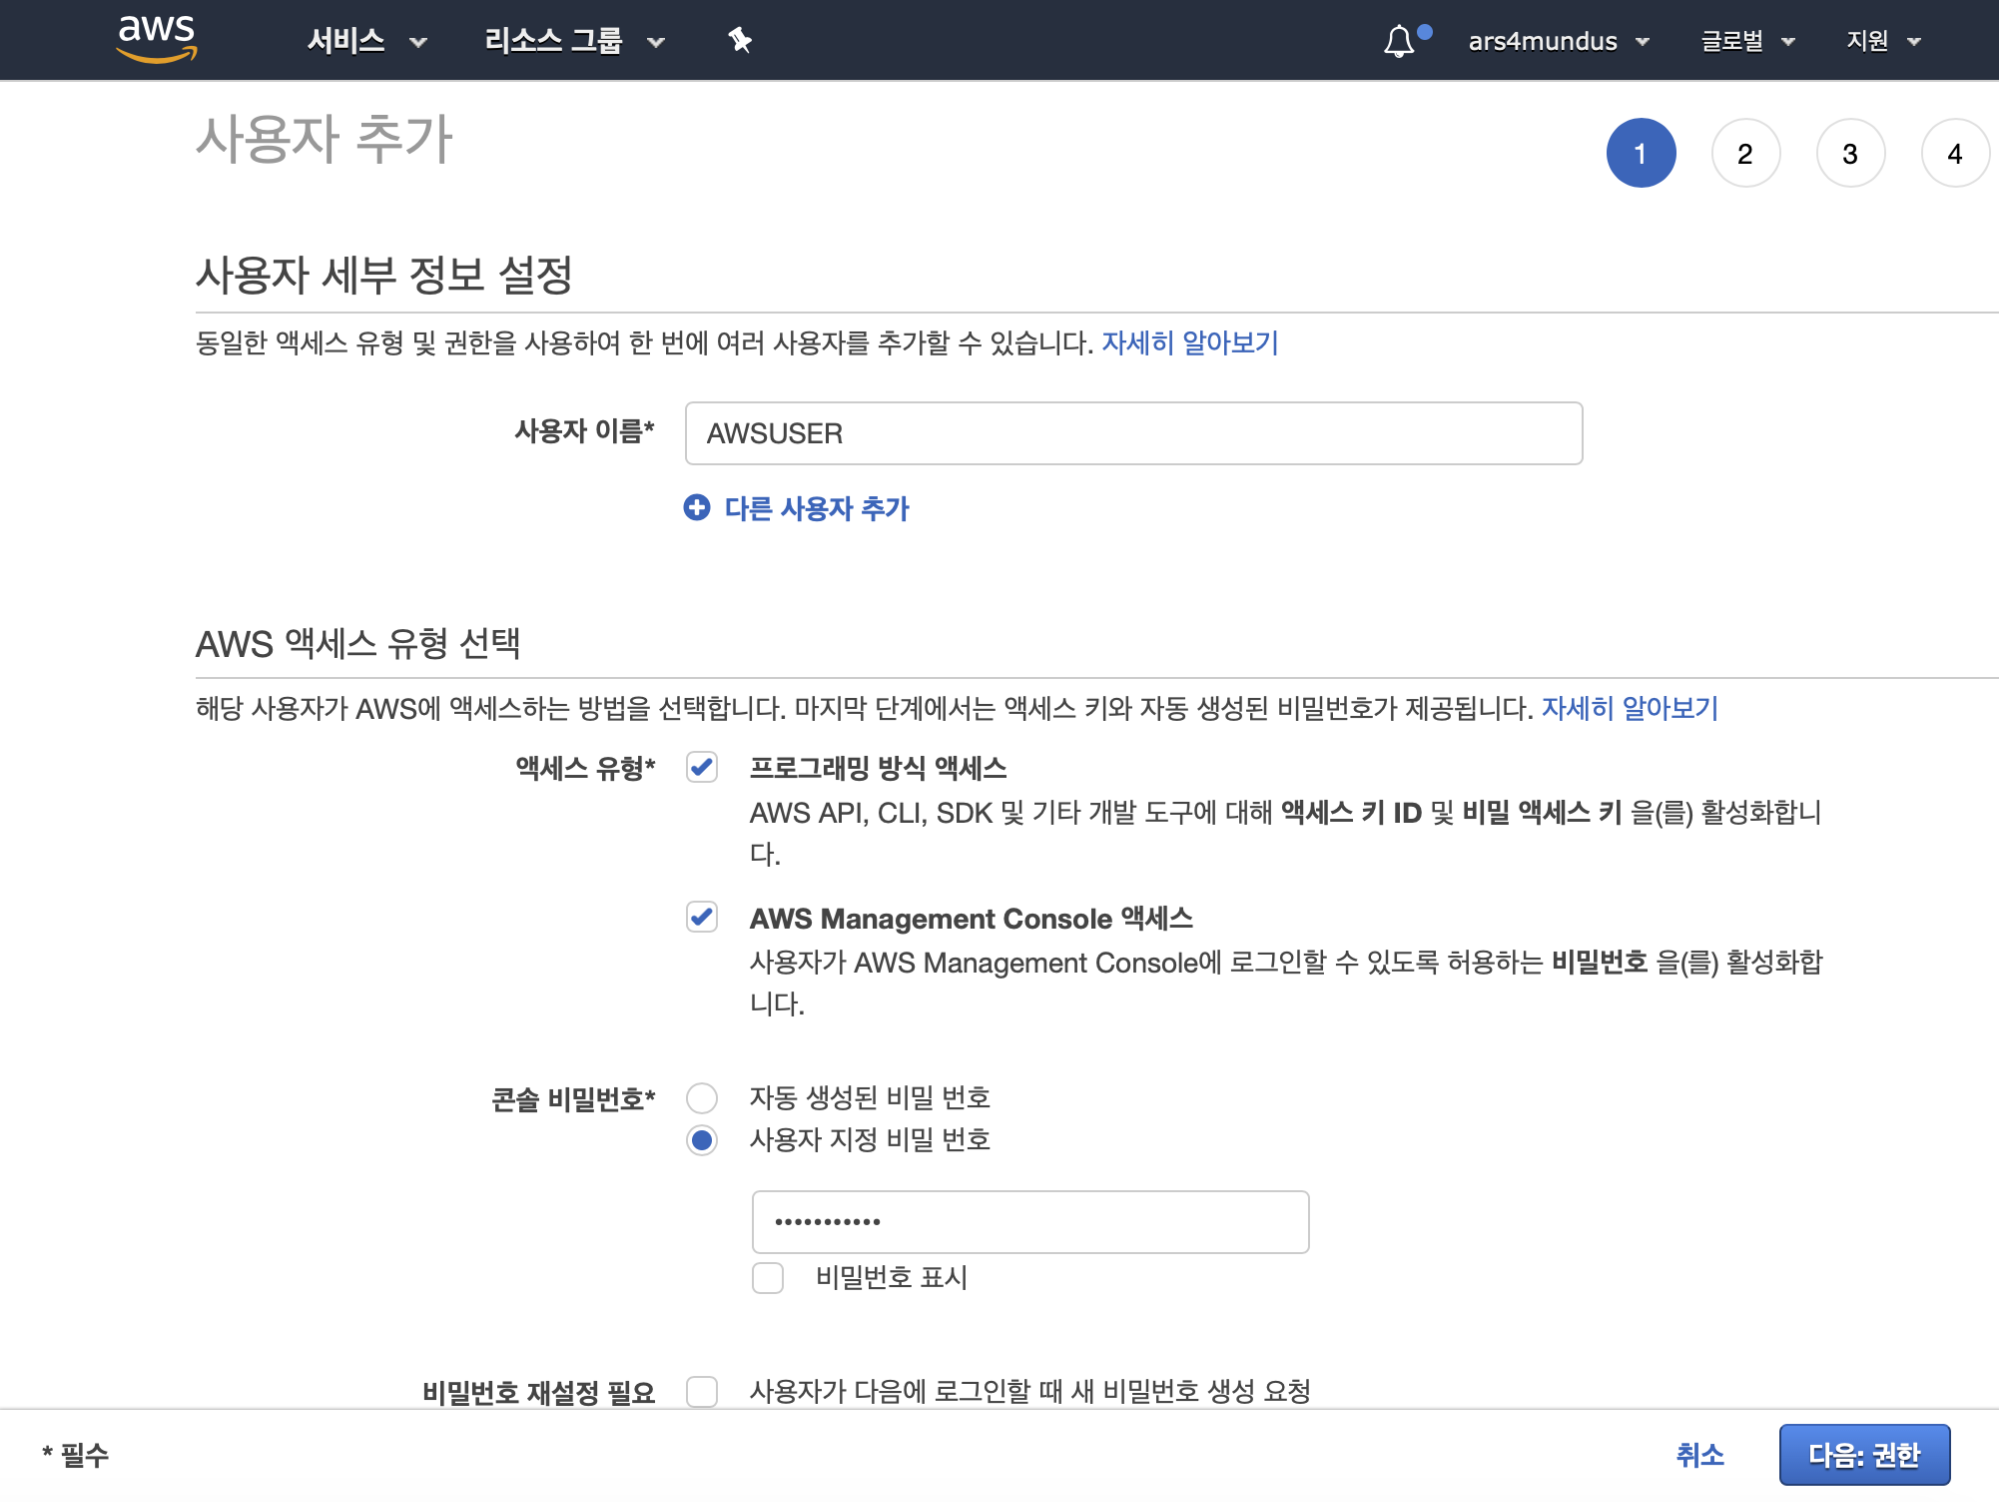 aws 서비스 리소스 그룹 ars4mundus 글로벌 지원
사용자 추가 1 2 3 4
사용자 세부 정보 설정
동일한 액세스 유형 및 권한을 사용하여 한 번에 여러 사용자를 추가할 수 있습니다. 자세히 알아보기
사용자 이름* AWSUSER
다른 사용자 추가
AWS 액세스 유형 선택
해당 사용자가 AWS에 액세스하는 방법을 선택합니다. 마지막 단계에서는 액세스 키와 자동 생성된 비밀번호가 제공됩니다. 자세히 알아보기
액세스 유형* 프로그래밍 방식 액세스
AWS API, CLI, SDK 및 기타 개발 도구에 대해 액세스 키 ID 및 비밀 액세스 키 을(를) 활성화합니
다.
AWS Management Console 액세스
사용자가 AWS Management Console에 로그인할 수 있도록 허용하는 비밀번호 을(를) 활성화합
니다.
콘솔 비밀번호* 자동 생성된 비밀 번호
사용자 지정 비밀 번호
•••••••••••
비밀번호 표시
비밀번호 재설정 필요 사용자가 다음에 로그인할 때 새 비밀번호 생성 요청
* 필수 취소 다음: 권한